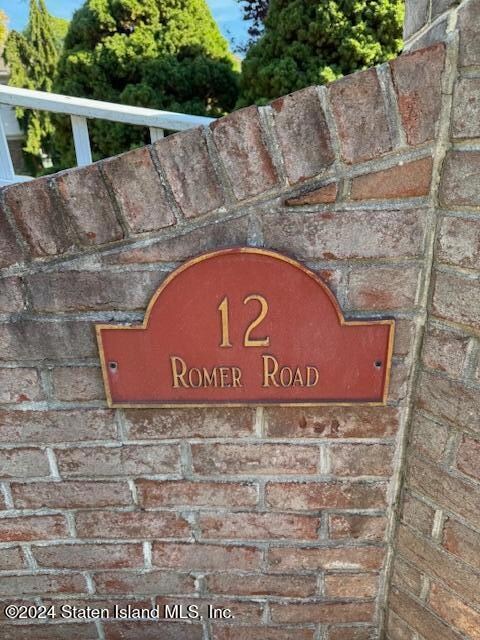 12
Romer Road
©2024 Staten Island MLS, Inc.